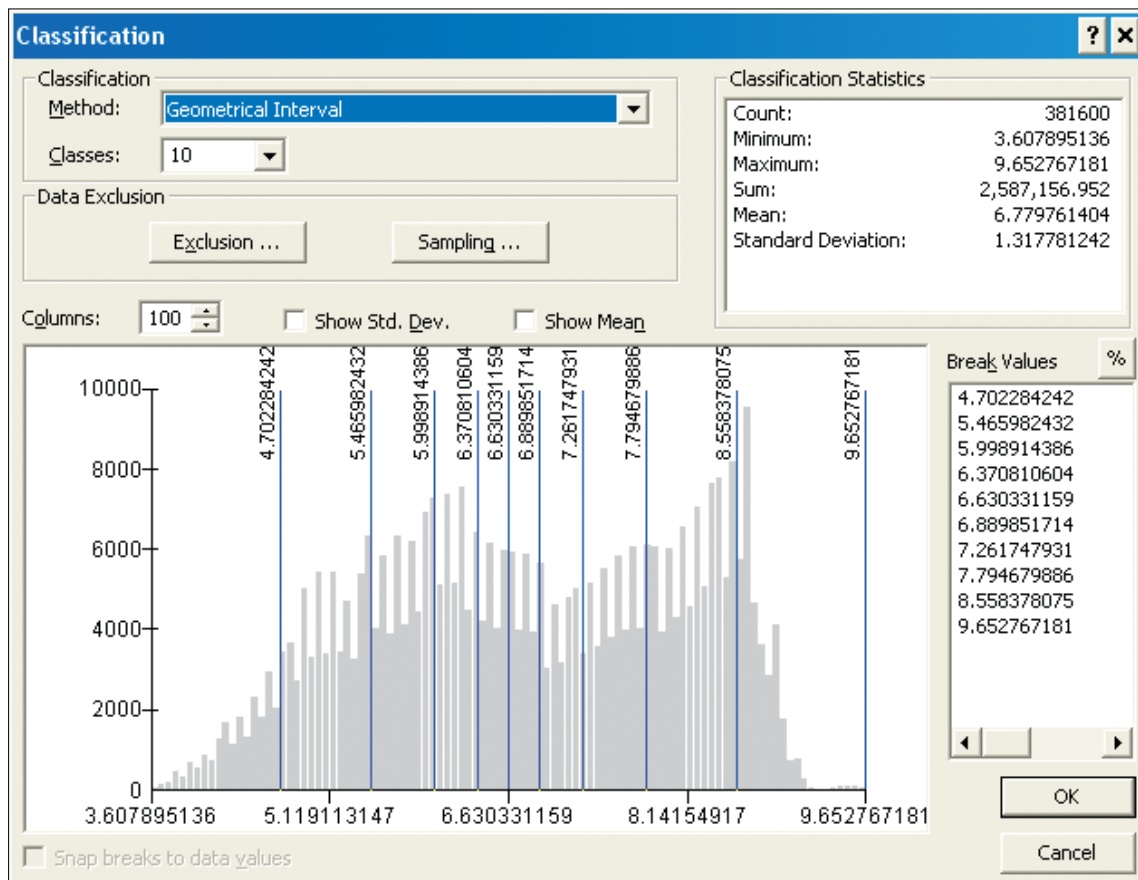 Classification
? ×
Classification
Method: Geometrical Interval
Classes: 10
Data Exclusion
Exclusion ... Sampling ...
Classification Statistics
Count: 381600
Minimum: 3.607895136
Maximum: 9.652767181
Sum: 2,587,156.952
Mean: 6.779761404
Standard Deviation: 1.317781242
Columns: 100 Show Std. Dev. Show Mean
10000
8000
6000
4000
2000
0
4.702284242
5.465982432
5.998914386
6.370810604
6.630331159
6.889851714
7.261747931
7.794679886
8.558378075
9.652767181
3.607895136 5.119113147 6.630331159 8.14154917 9.652767181
Break Values %
4.702284242
5.465982432
5.998914386
6.370810604
6.630331159
6.889851714
7.261747931
7.794679886
8.558378075
9.652767181
Snap breaks to data values
OK
Cancel